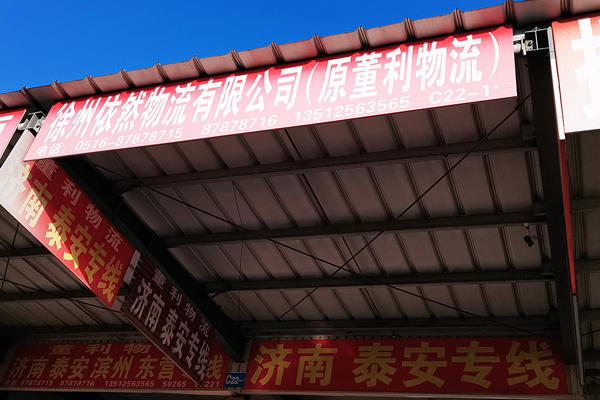 徐州依然物流有限公司(原董利物流)
电话: 0516-87878715 87878716 13512563565 C22-1
董利物流
济南 泰安专线
董利物流
济南 泰安专线
董利物
济南 泰安 滨州 东营
87878715 87878716 13512563565 50265
C22
济南 泰安专线